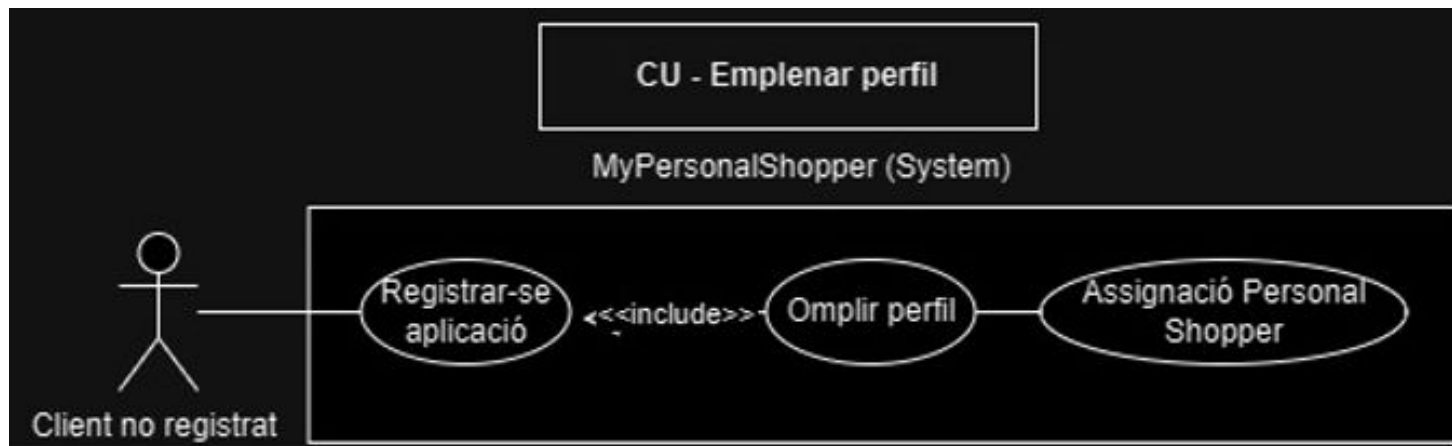 CU - Emplenar perfil
MyPersonalShopper (System)
Registrar-se
aplicació
<<include>>
Omplir perfil
Assignació Personal
Shopper
Client no registrat